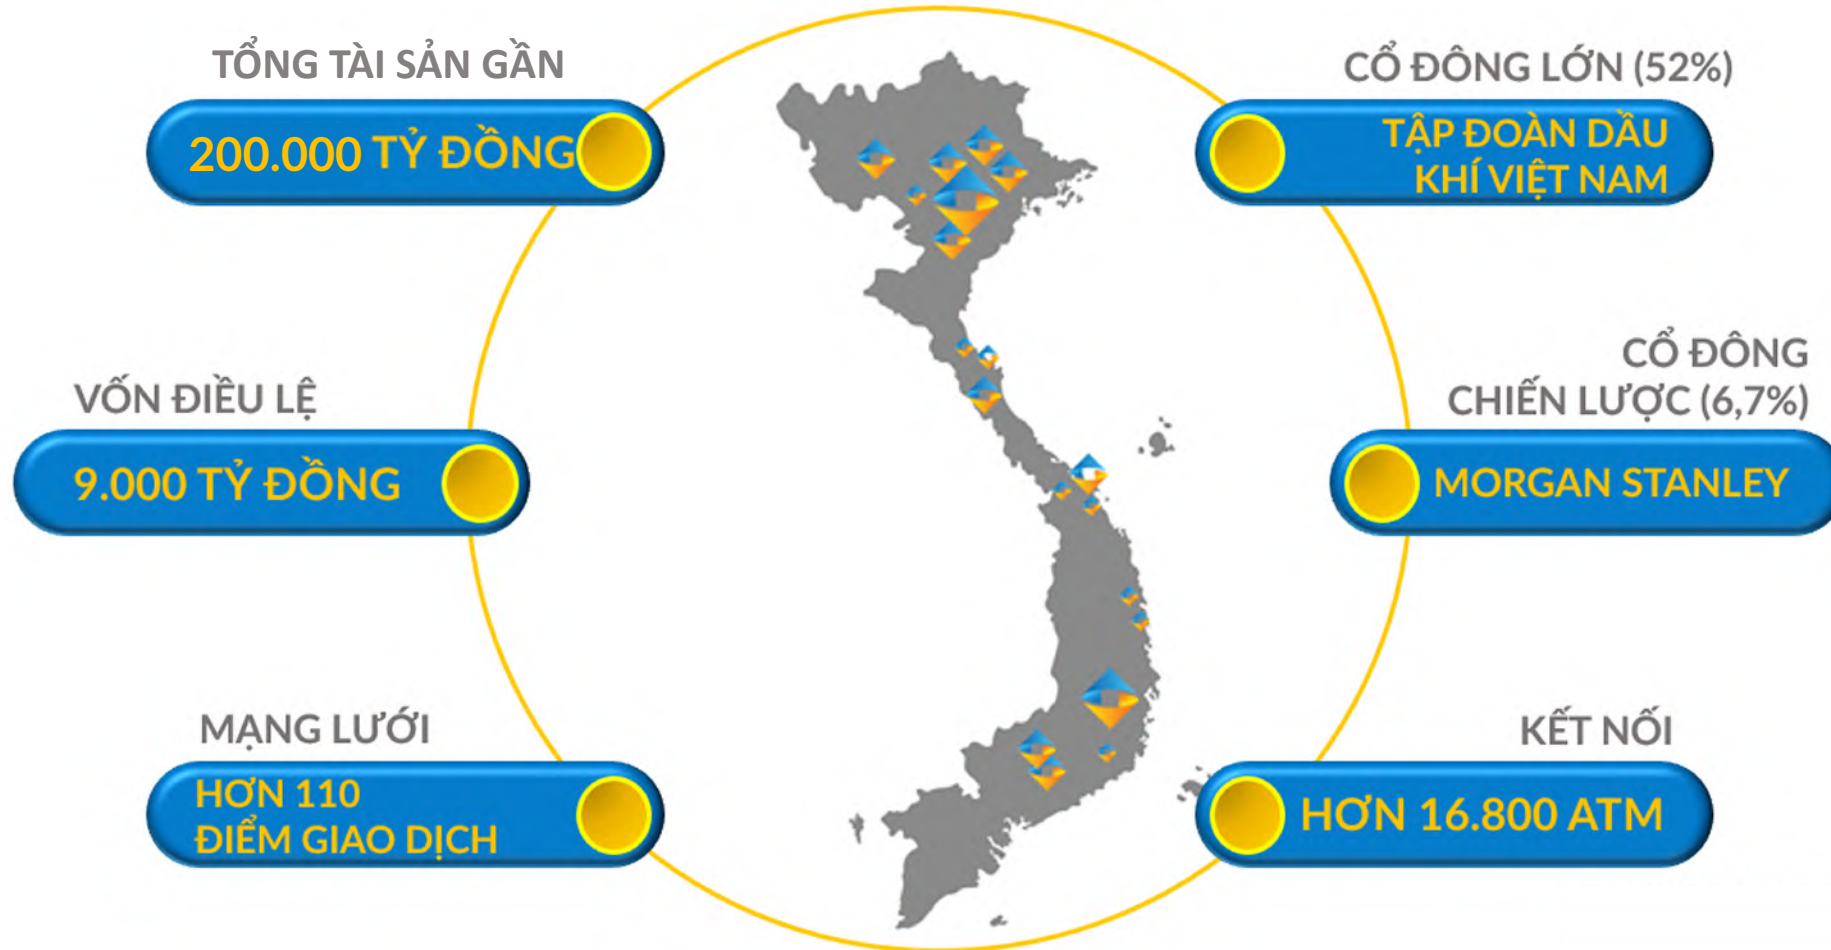 TỔNG TÀI SẢN GẦN
200.000 TỶ ĐỒNG
CỔ ĐÔNG LỚN (52%)
TẬP ĐOÀN DẦU
KHÍ VIỆT NAM
VỐN ĐIỀU LỆ
9.000 TỶ ĐỒNG
CỔ ĐÔNG
CHIẾN LƯỢC (6,7%)
MORGAN STANLEY
MẠNG LƯỚI
HƠN 110
ĐIỂM GIAO DỊCH
KẾT NỐI
HƠN 16.800 ATM